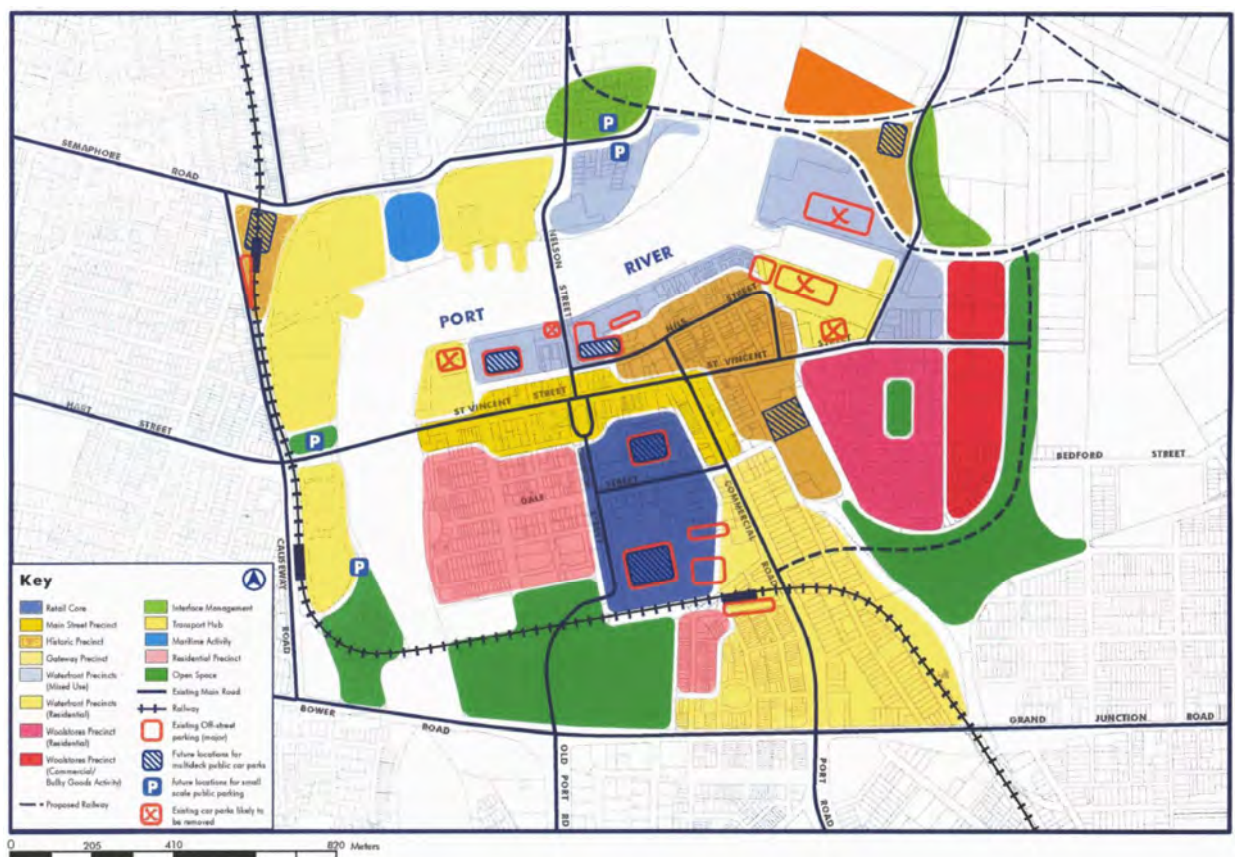 SEMAPHORE
ROAD
NELSON
STREET
RIVER
PORT
STREET
ST. VINCENT
STREET
ST VINCENT
STREET
HART
STREET
BEDFORD STREET
DALE
STREET
COMMERCIAL
ROAD
CAUSEWAY
ROAD
BOWER
ROAD
OLD PORT RD
PORT
ROAD
GRAND JUNCTION ROAD
P
P
P
P
Key
Retail Core
Main Street Precinct
Historic Precinct
Gateway Precinct
Waterfront Precincts
(Mixed Use)
Waterfront Precincts
(Residential)
Woolstores Precinct
(Residential)
Woolstores Precinct
(Commercial/
Bulky Goods Activity)
Proposed Railway
Interface Management
Transport Hub
Maritime Activity
Residential Precinct
Open Space
Existing Main Road
Railway
Existing Off-street
parking (major)
Future locations for
multideck public car parks
P
future locations for small
scale public parking
Existing car parks likely to
be removed
0 205 410 820 Meters